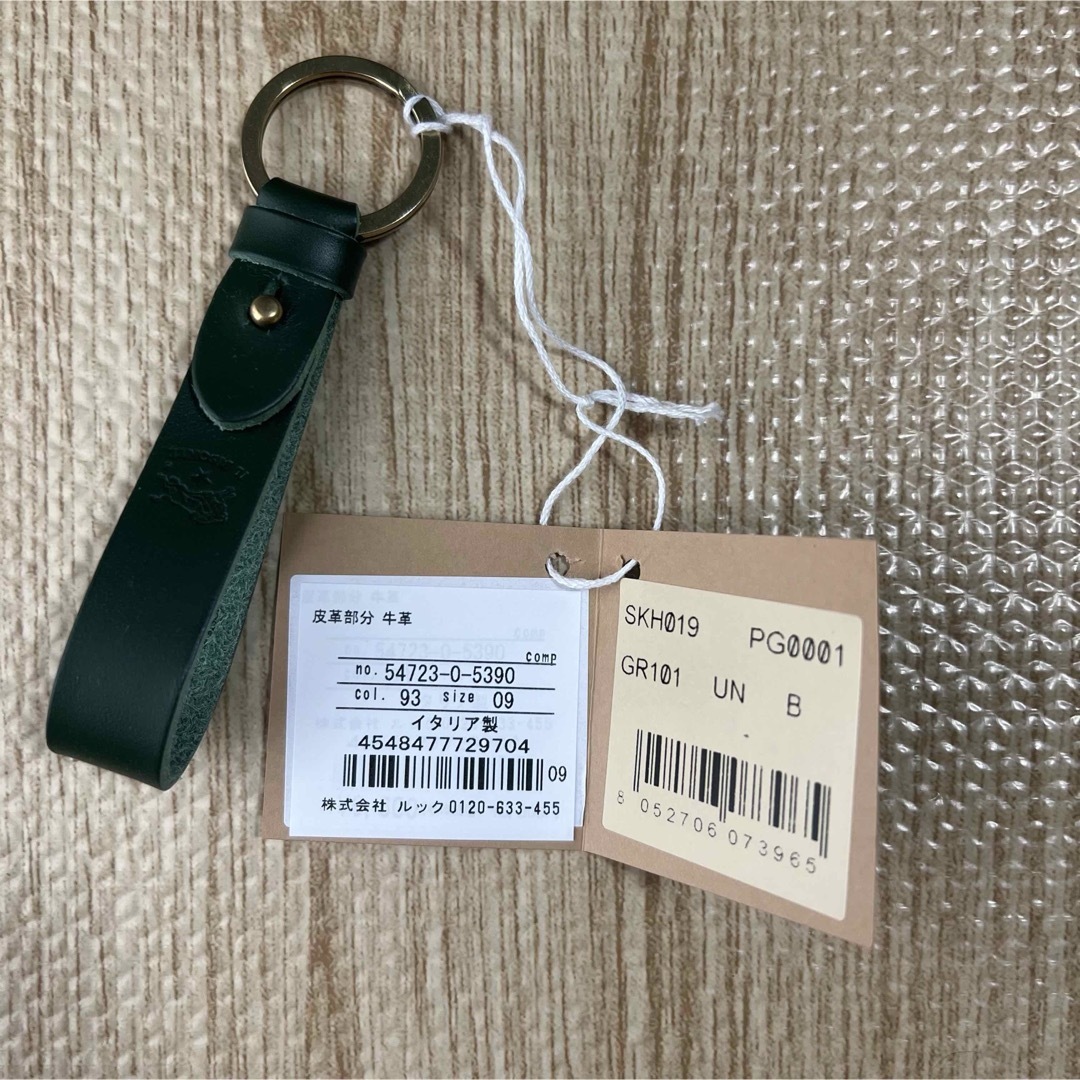 皮革部分 牛革
comp
no. 54723-0-5390
col. 93 size 09
イタリア製
4548477729704
09
株式会社 ルック 0120-633-455
SKH019 PG0001
GR101 UN B
8 052706 073965
IL BISONTE